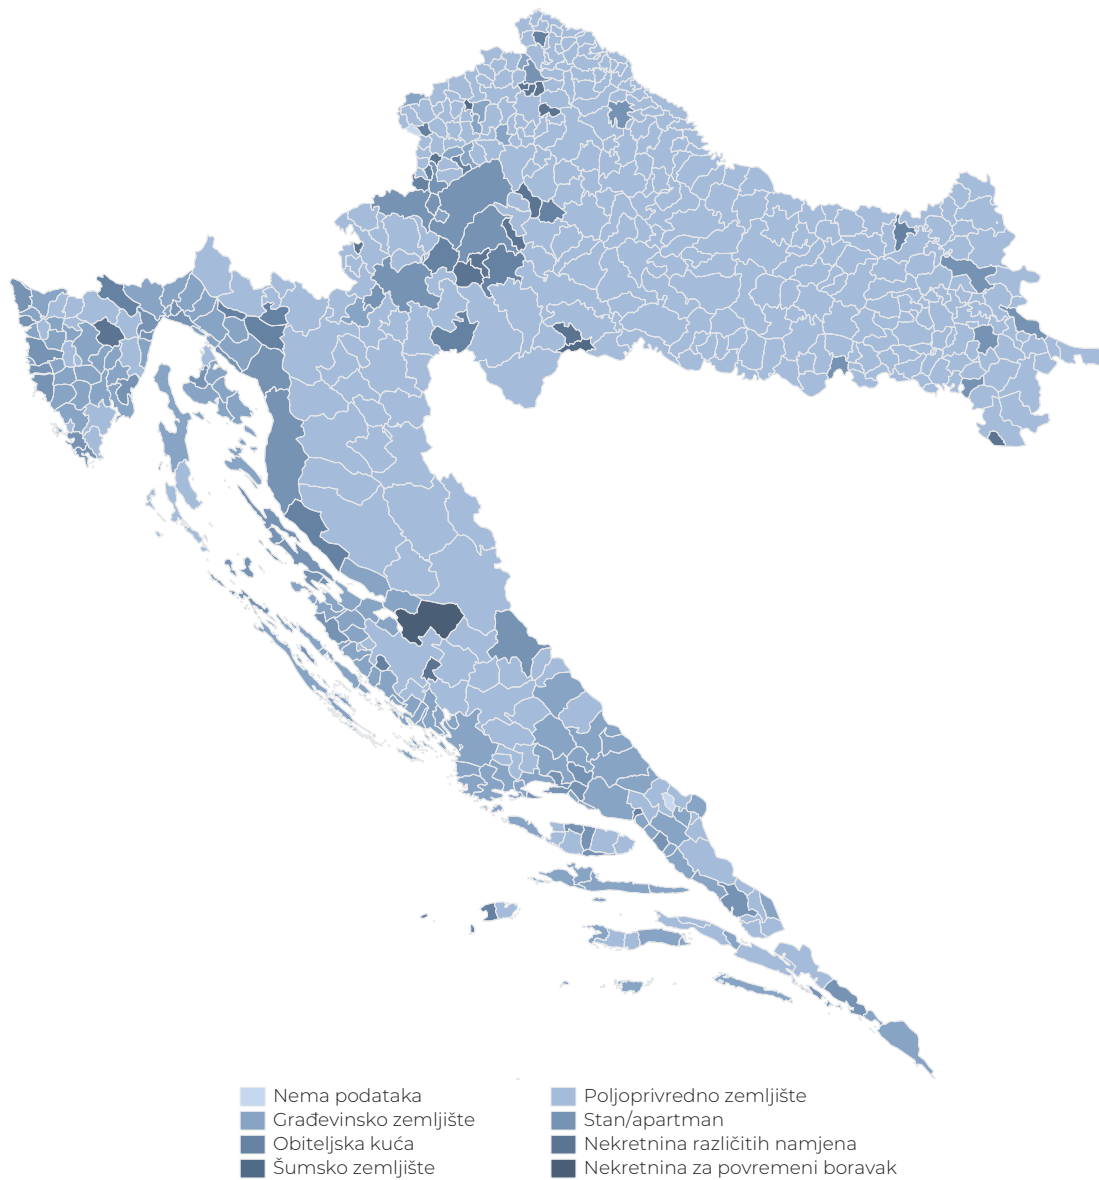 Nema podataka
Građevinsko zemljište
Obiteljska kuća
Šumsko zemljište
Poljoprivredno zemljište
Stan/apartman
Nekretnina različitih namjena
Nekretnina za povremeni boravak